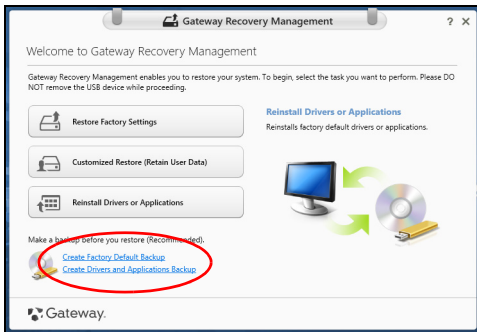 Gateway Recovery Management
? X
Welcome to Gateway Recovery Management
Gateway Recovery Management enables you to restore your system. To begin, select the task you want to perform. Please DO
NOT remove the USB device while proceeding.
Restore Factory Settings
Customized Restore (Retain User Data)
Reinstall Drivers or Applications
Reinstall Drivers or Applications
Reinstalls factory default drivers or applications.
Make a backup before you restore (Recommended).
Create Factory Default Backup
Create Drivers and Applications Backup
Gateway.